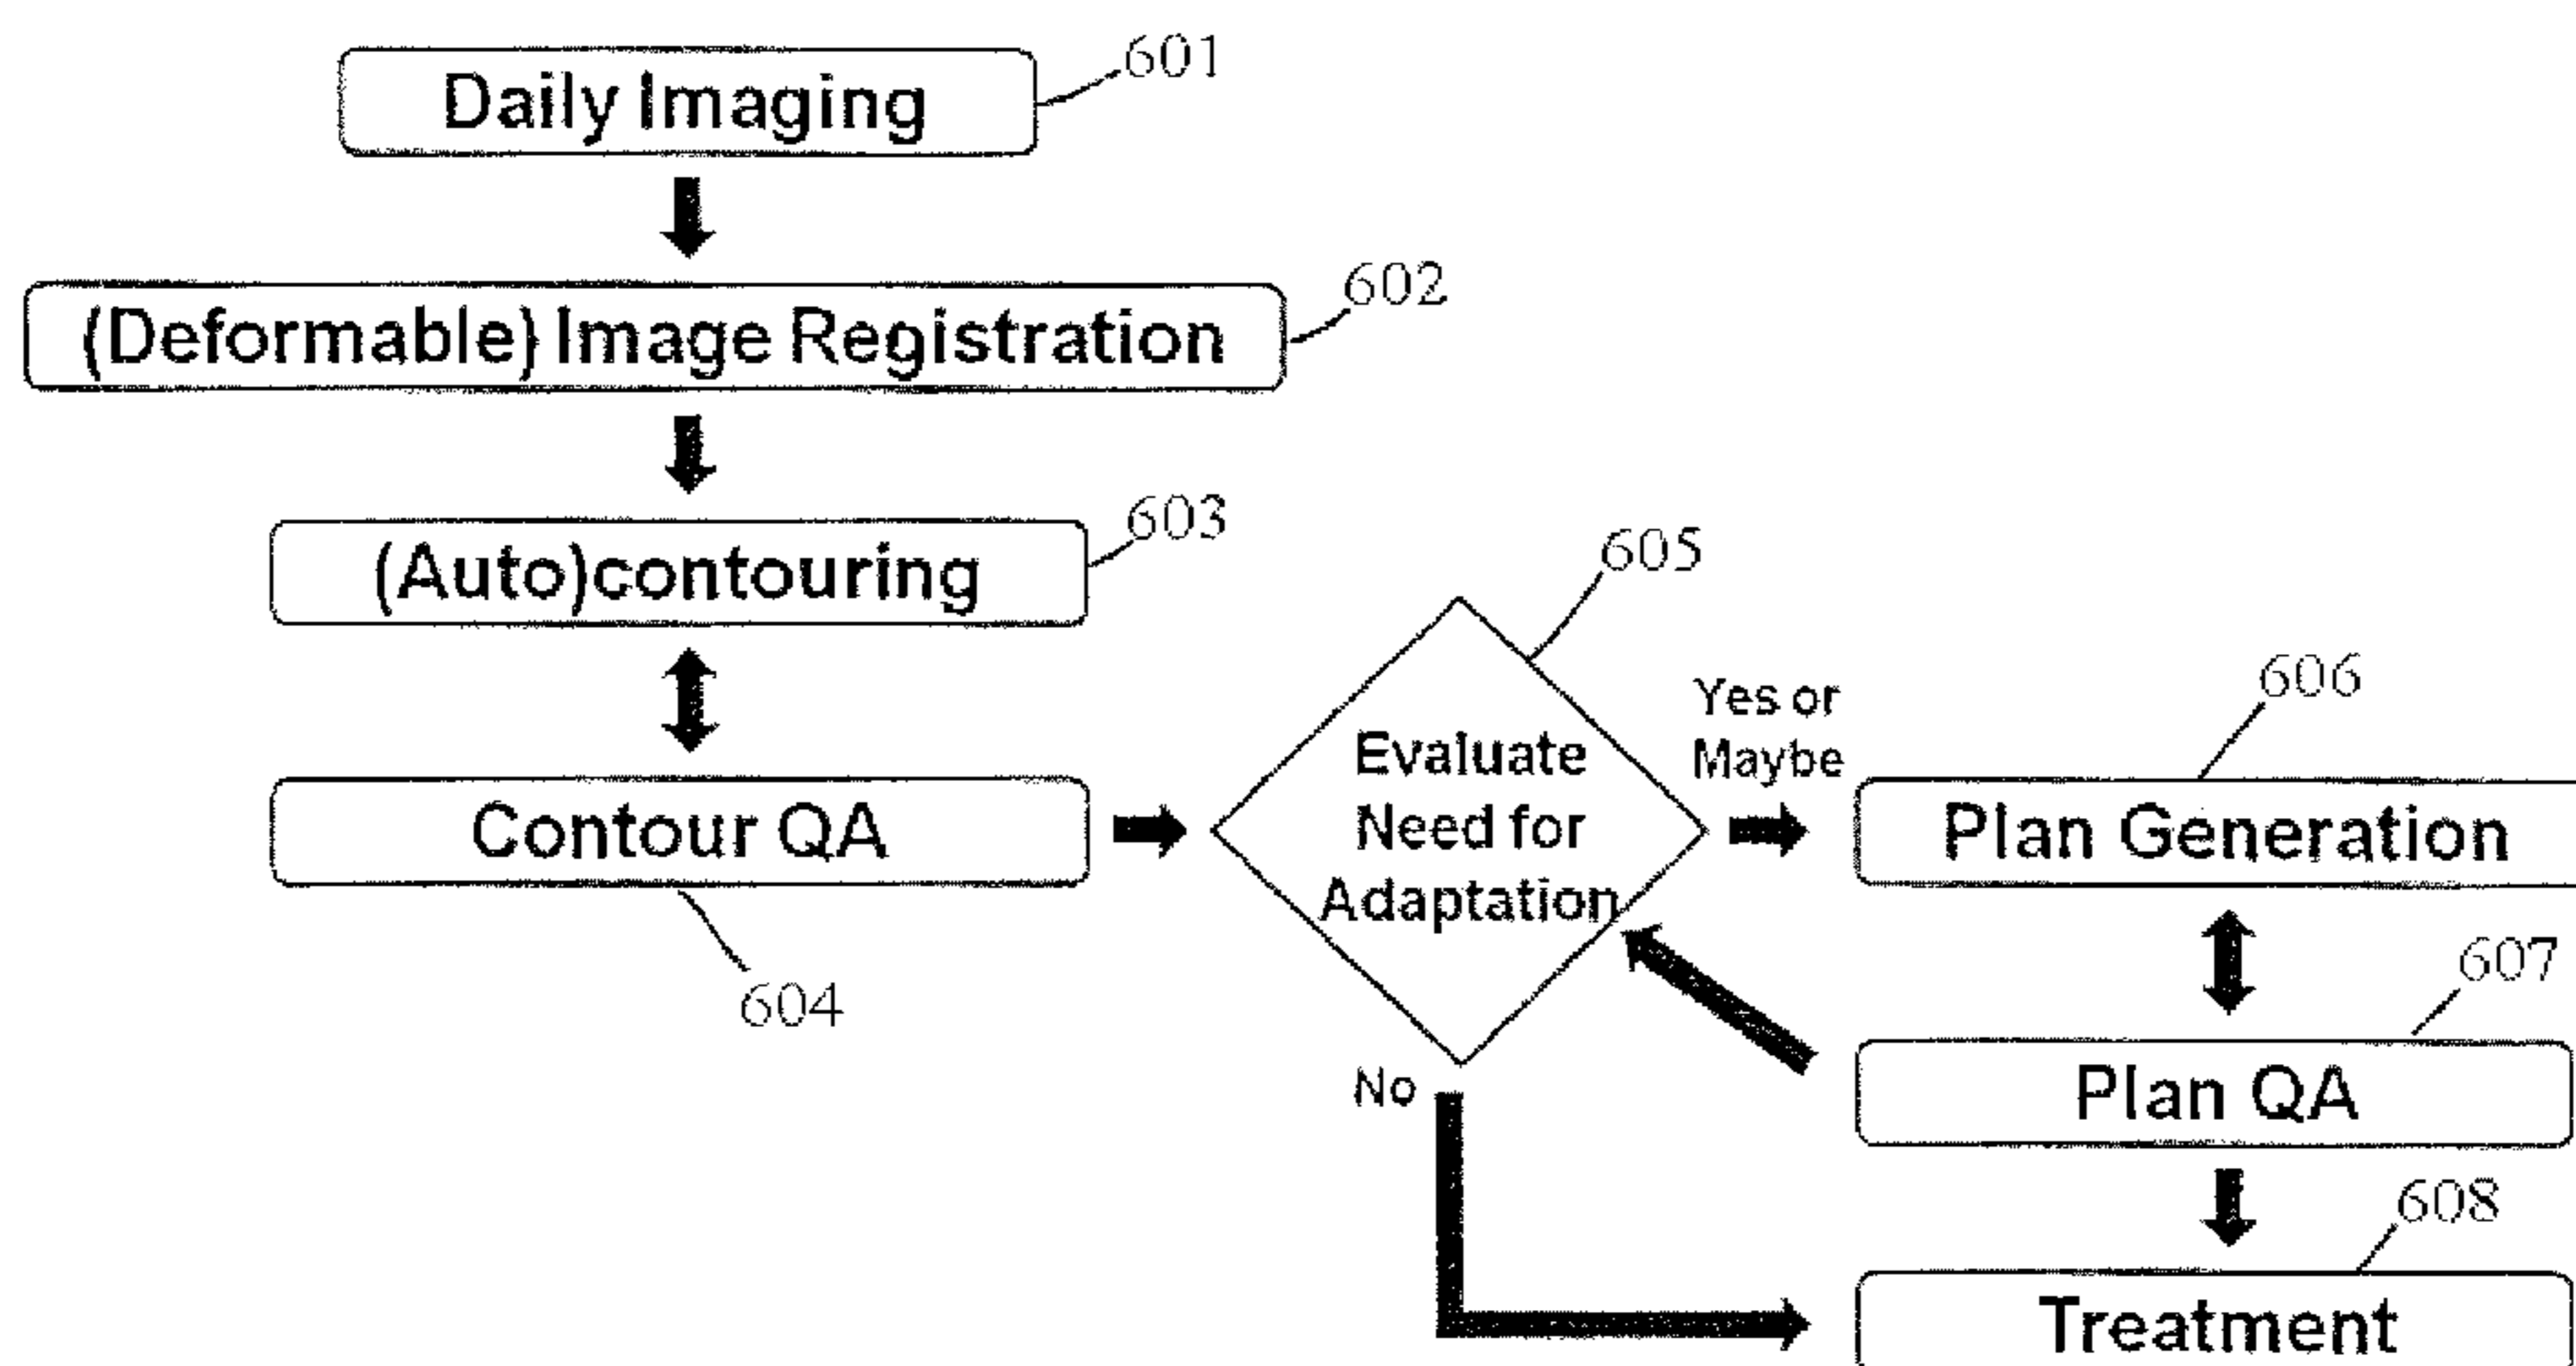 Daily Imaging
601
(Deformable) Image Registration
602
(Auto)contouring
603
Contour QA
604
605
Evaluate
Need for
Adaptation
Yes or
Maybe
No
606
Plan Generation
607
Plan QA
608
Treatment